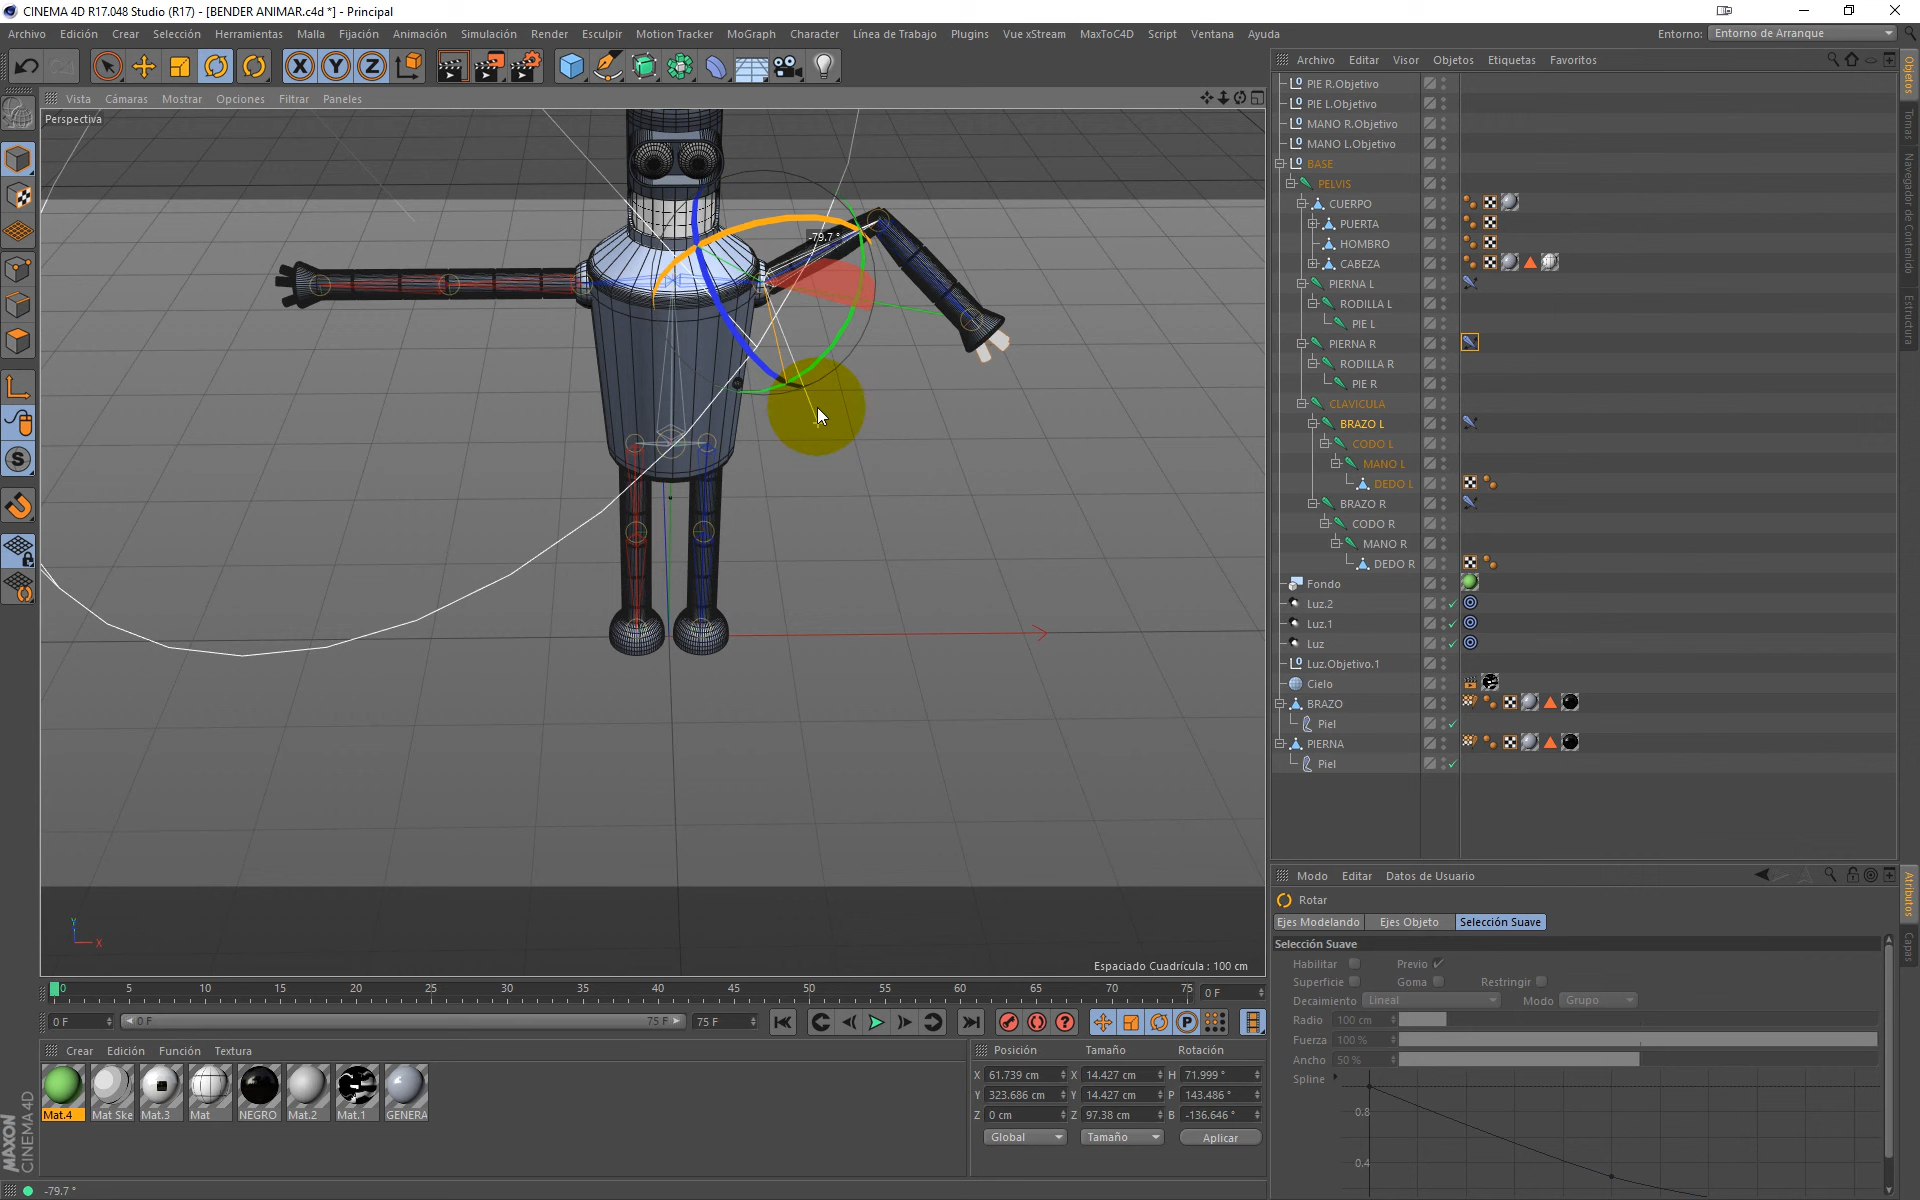 CINEMA 4D R17.048 Studio (R17) - [BENDER ANIMAR.c4d *] - Principal
Archivo Edición Crear Selección Herramientas Malla Fijación Animación Simulación Render Esculpir Motion Tracker MoGraph Character Línea de Trabajo Plugins Vue xStream MaxToC4D Script Ventana Ayuda
Entorno: Entorno de Arranque
Archivo Editar Visor Objetos Etiquetas Favoritos
Vista Cámaras Mostrar Opciones Filtrar Paneles
Perspectiva
-79.7 °
Espaciado Cuadrícula : 100 cm
Y
X
PIE R.Objetivo
PIE L.Objetivo
MANO R.Objetivo
MANO L.Objetivo
BASE
PELVIS
CUERPO
PUERTA
HOMBRO
CABEZA
PIERNA L
RODILLA L
PIE L
PIERNA R
RODILLA R
PIE R
CLAVICULA
BRAZO L
CODO L
MANO L
DEDO L
BRAZO R
CODO R
MANO R
DEDO R
Fondo
Luz.2
Luz.1
Luz
Luz.Objetivo.1
Cielo
BRAZO
Piel
PIERNA
Piel
Objetos
Tomas
Navegador de Contenido
Estructura
Modo Editar Datos de Usuario
Rotar
Ejes Modelando Ejes Objeto Selección Suave
Selección Suave
Habilitar Previo
Superficie Goma Restringir
Decaimiento Lineal Modo Grupo
Radio 100 cm
Fuerza 100 %
Ancho 50 %
Spline
0.8
0.4
Atributos
Capas
0 5 10 15 20 25 30 35 40 45 50 55 60 65 70 75 0 F
0 F 0 F 75 F 75 F
Crear Edición Función Textura
Mat.4 Mat Ske Mat.3 Mat NEGRO Mat.2 Mat.1 GENERA
Posición Tamaño Rotación
X 61.739 cm X 14.427 cm H 71.999 °
Y 323.686 cm Y 14.427 cm P 143.486 °
Z 0 cm Z 97.38 cm B -136.646 °
Global Tamaño Aplicar
MAXON
CINEMA 4D
-79.7 °